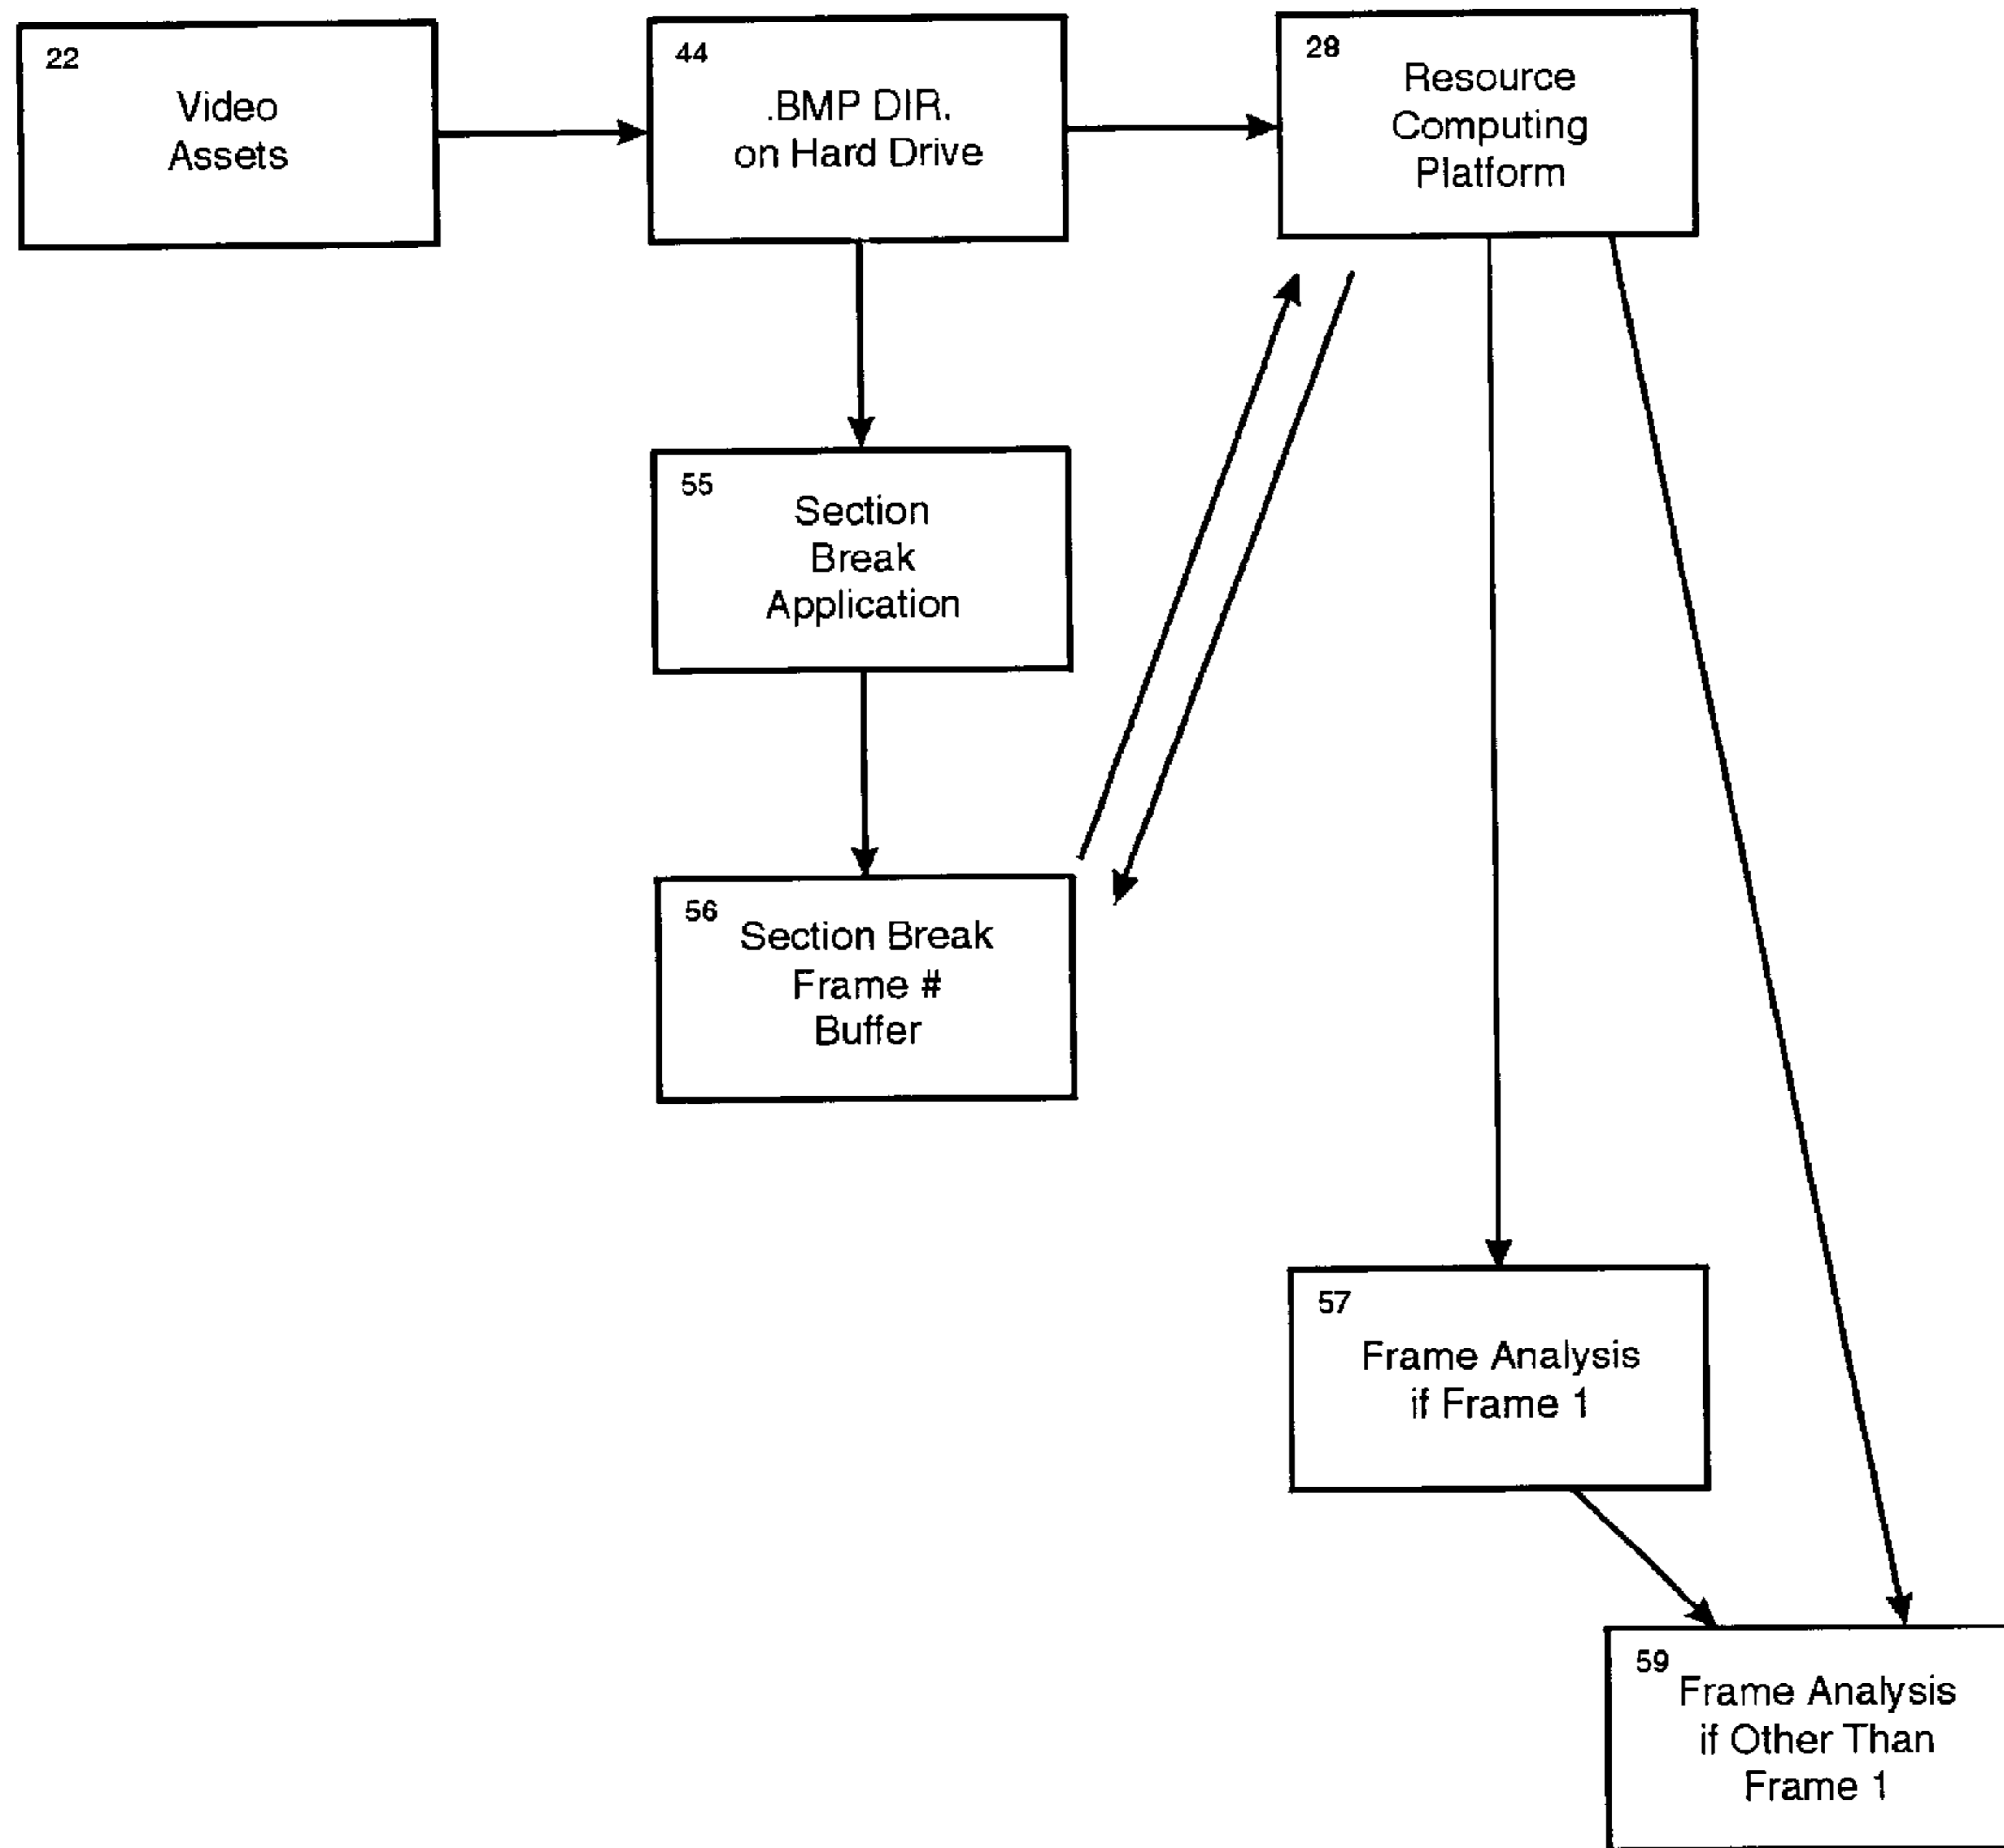 22
Video
Assets
44
.BMP DIR.
on Hard Drive
28
Resource
Computing
Platform
55
Section
Break
Application
56
Section Break
Frame #
Buffer
57
Frame Analysis
if Frame 1
59
Frame Analysis
if Other Than
Frame 1